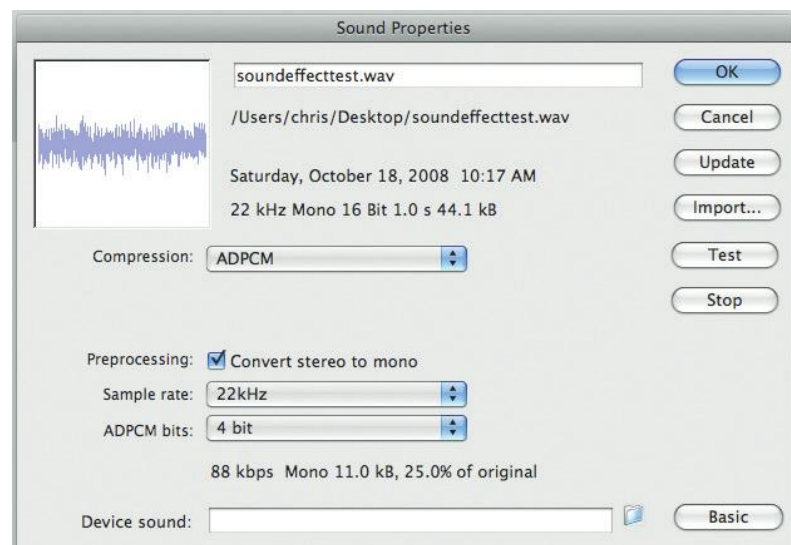 Sound Properties
soundeffecttest.wav
OK
/Users/chris/Desktop/soundeffecttest.wav
Cancel
Saturday, October 18, 2008 10:17 AM
Update
22 kHz Mono 16 Bit 1.0 s 44.1 kB
Import...
Compression: ADPCM
Test
Stop
Preprocessing: Convert stereo to mono
Sample rate: 22kHz
ADPCM bits: 4 bit
88 kbps Mono 11.0 kB, 25.0% of original
Device sound:
Basic